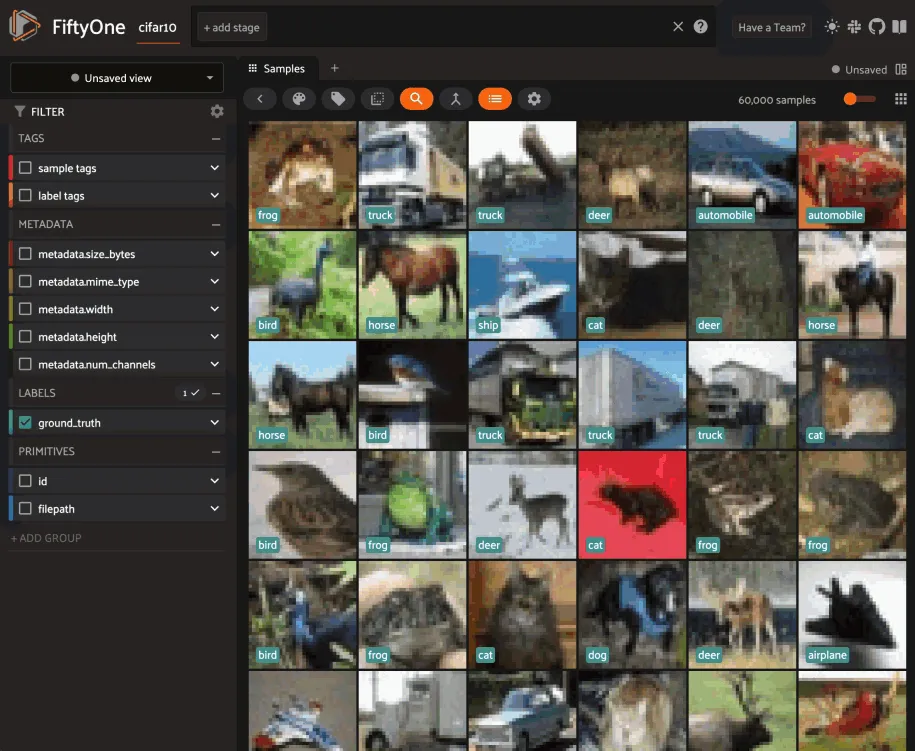 FiftyOne
cifar10
+ add stage
Have a Team?
Unsaved view
Samples
+
Unsaved
FILTER
60,000 samples
TAGS
sample tags
label tags
METADATA
metadata.size_bytes
metadata.mime_type
metadata.width
metadata.height
metadata.num_channels
LABELS
1
ground_truth
PRIMITIVES
id
filepath
+ ADD GROUP
frog
truck
truck
deer
automobile
automobile
bird
horse
ship
cat
deer
horse
horse
bird
truck
truck
truck
cat
bird
frog
deer
cat
frog
frog
bird
frog
cat
dog
deer
airplane